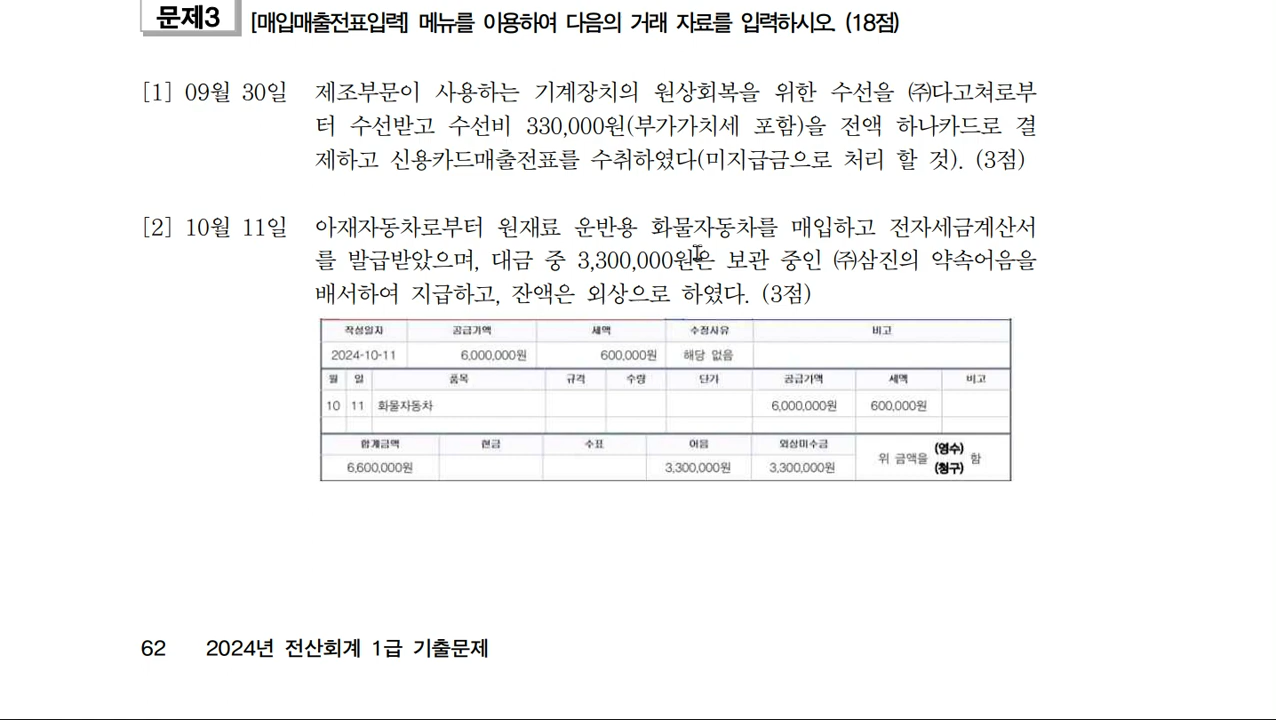 문제3 [매입매출전표입력] 메뉴를 이용하여 다음의 거래 자료를 입력하시오. (18점)
[1] 09월 30일 제조부문이 사용하는 기계장치의 원상회복을 위한 수선을 ㈜다고쳐로부
터 수선받고 수선비 330,000원(부가가치세 포함)을 전액 하나카드로 결
제하고 신용카드매출전표를 수취하였다(미지급금으로 처리 할 것). (3점)
[2] 10월 11일 아재자동차로부터 원재료 운반용 화물자동차를 매입하고 전자세금계산서
를 발급받았으며, 대금 중 3,300,000원은 보관 중인 ㈜삼진의 약속어음을
배서하여 지급하고, 잔액은 외상으로 하였다. (3점)
작성일자 공급가액 세액 수정사유 비고
2024-10-11 6,000,000원 600,000원 해당 없음
월 일 품목 규격 수량 단가 공급가액 세액 비고
10 11 화물자동차 6,000,000원 600,000원
합계금액 현금 수표 어음 외상미수금 위 금액을 (영수) 함
6,600,000원 3,300,000원 3,300,000원 (청구)
62 2024년 전산회계 1급 기출문제